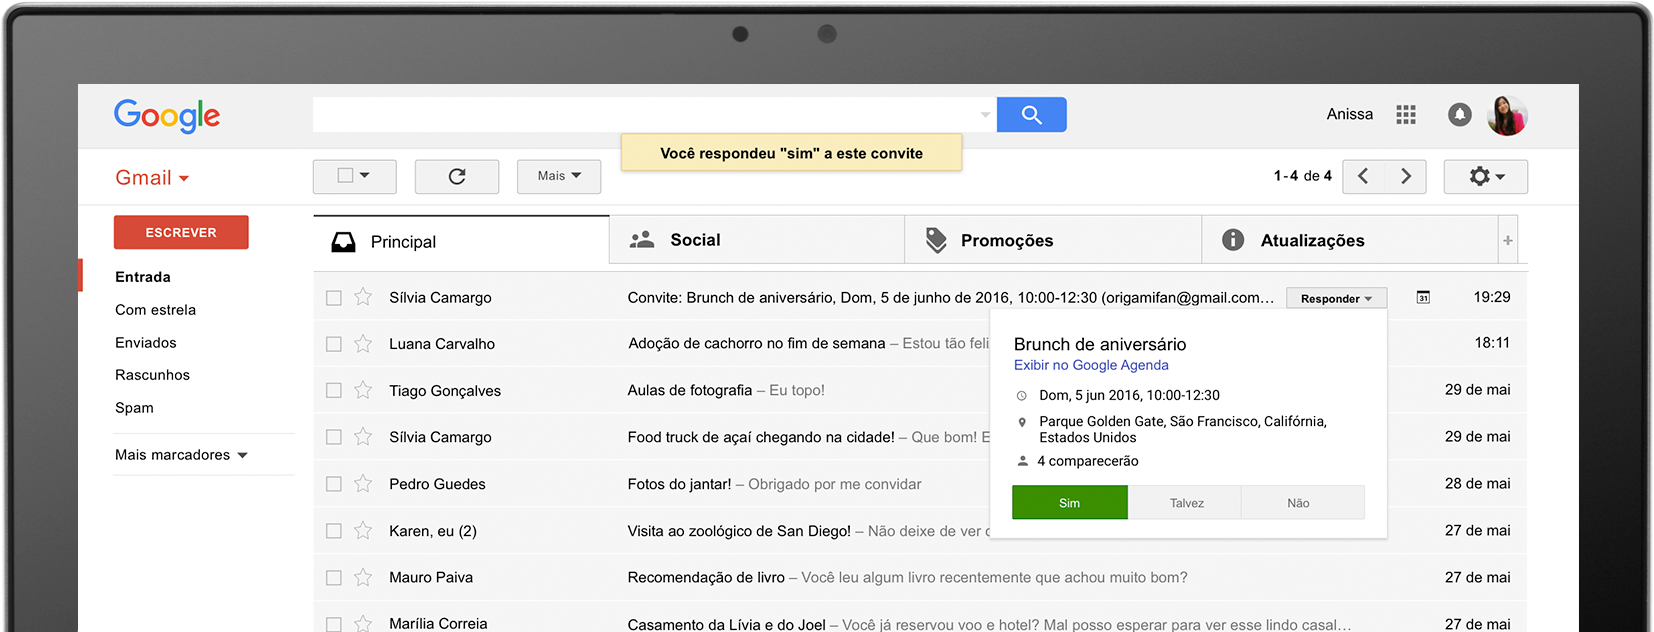 Google
Anissa
Você respondeu "sim" a este convite
Gmail
Mais
1-4 de 4
ESCREVER
Principal
Social
Promoções
Atualizações
+
Entrada
Com estrela
Enviados
Rascunhos
Spam
Mais marcadores
Sílvia Camargo Convite: Brunch de aniversário, Dom, 5 de junho de 2016, 10:00-12:30 (origamifan@gmail.com... Responder 31 19:29
Luana Carvalho Adoção de cachorro no fim de semana – Estou tão feli 18:11
Tiago Gonçalves Aulas de fotografia – Eu topo! 29 de mai
Sílvia Camargo Food truck de açaí chegando na cidade! – Que bom! E 29 de mai
Pedro Guedes Fotos do jantar! – Obrigado por me convidar 28 de mai
Karen, eu (2) Visita ao zoológico de San Diego! – Não deixe de ver 27 de mai
Mauro Paiva Recomendação de livro – Você leu algum livro recentemente que achou muito bom? 27 de mai
Marília Correia Casamento da Lívia e do Joel – Você já reservou voo e hotel? Mal posso esperar para ver esse lindo casal... 27 de mai
Brunch de aniversário
Exibir no Google Agenda
Dom, 5 jun 2016, 10:00-12:30
Parque Golden Gate, São Francisco, Califórnia,
Estados Unidos
4 comparecerão
Sim
Talvez
Não